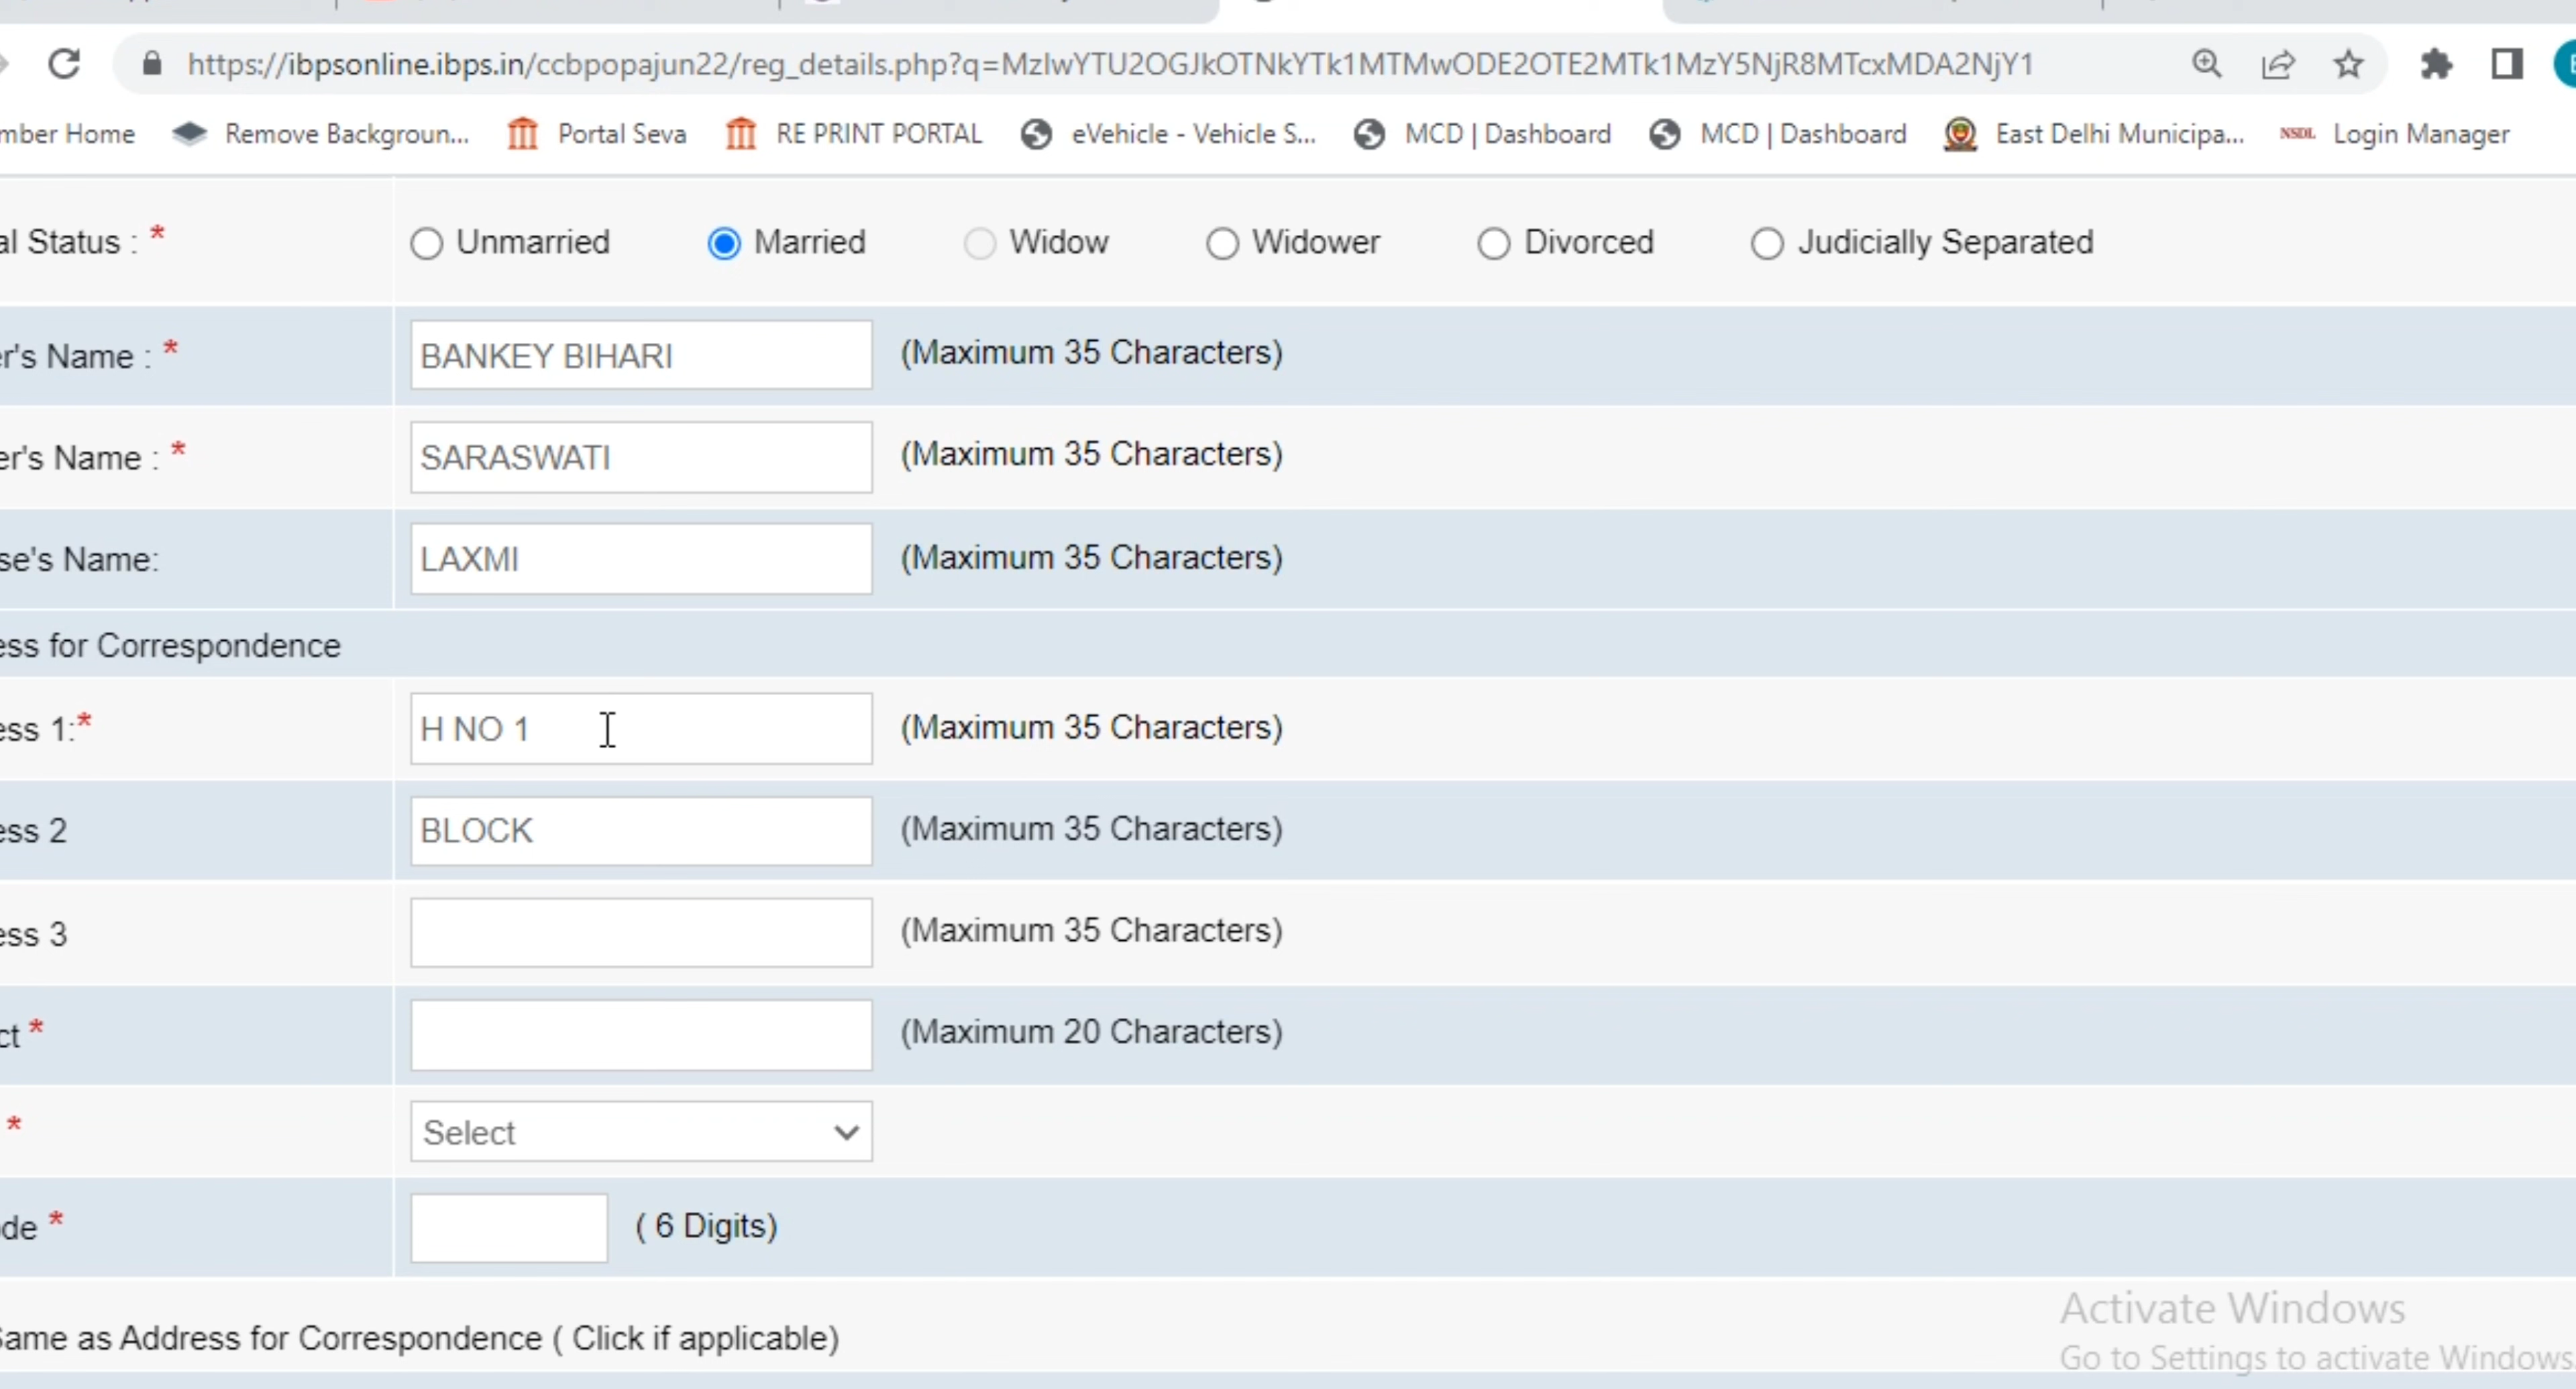 https://ibpsonline.ibps.in/ccbpopajun22/reg_details.php?q=MzIwYTU2OGJkOTNkYTk1MTMwODE2OTE2MTk1MzY5NjR8MTcxMDA2NjY1
mber Home Remove Backgroun... Portal Seva RE PRINT PORTAL eVehicle - Vehicle S... MCD | Dashboard MCD | Dashboard East Delhi Municipa... NSDL Login Manager
al Status : * Unmarried Married Widow Widower Divorced Judicially Separated
er's Name : * BANKEY BIHARI (Maximum 35 Characters)
er's Name : * SARASWATI (Maximum 35 Characters)
se's Name: LAXMI (Maximum 35 Characters)
ess for Correspondence
ess 1:* H NO 1 (Maximum 35 Characters)
ess 2 BLOCK (Maximum 35 Characters)
ess 3 (Maximum 35 Characters)
ct * (Maximum 20 Characters)
* Select
de * ( 6 Digits)
Same as Address for Correspondence ( Click if applicable)
Activate Windows
Go to Settings to activate Windows